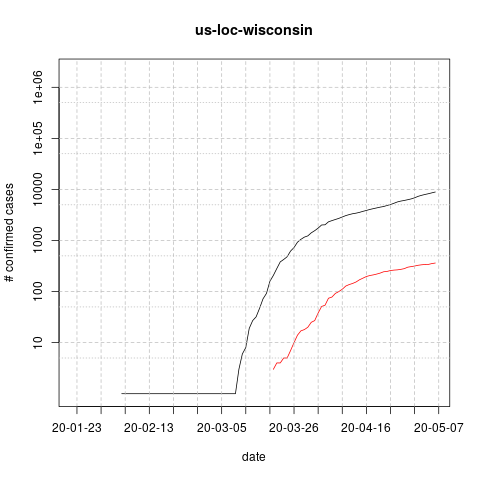 us-loc-wisconsin
# confirmed cases
1e+06
1e+05
10000
1000
100
10
20-01-23 20-02-13 20-03-05 20-03-26 20-04-16 20-05-07
date